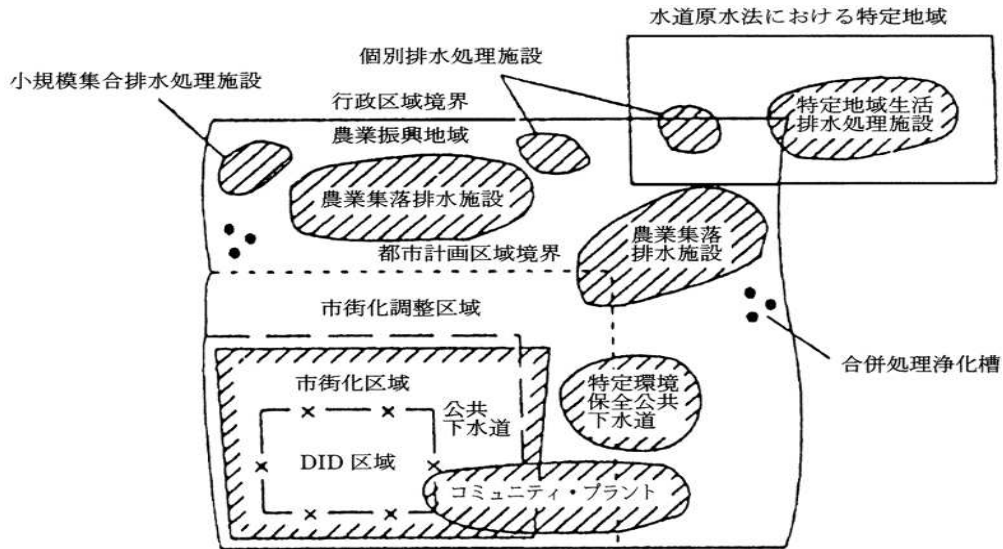 水道原水法における特定地域
個別排水処理施設
小規模集合排水処理施設
行政区域境界
特定地域生活
排水処理施設
農業振興地域
農業集落排水施設
農業集落
排水施設
都市計画区域境界
市街化調整区域
合併処理浄化槽
市街化区域
特定環境
保全公共
下水道
公共
下水道
DID 区域
コミュニティ・プラント